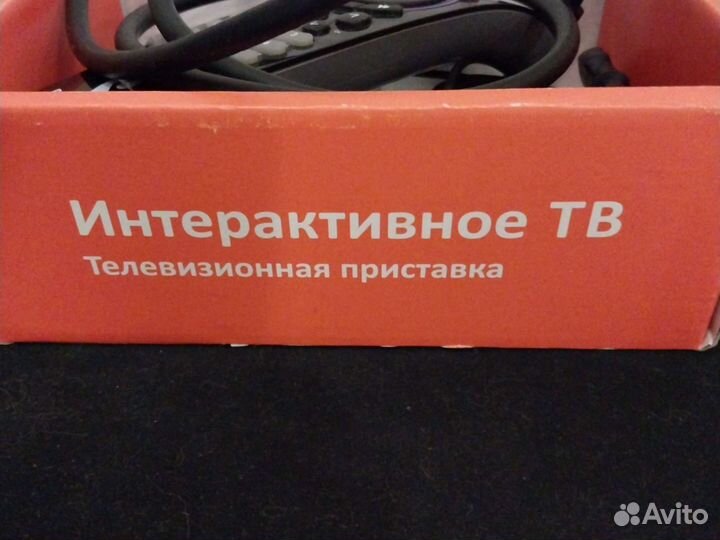 Интерактивное ТВ
Телевизионная приставка
Avito